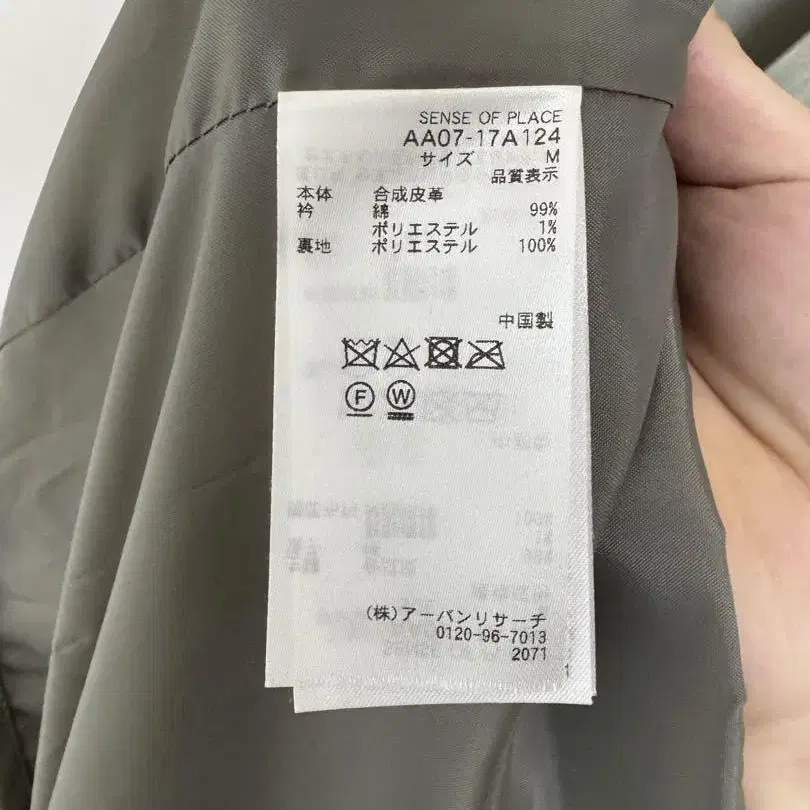 SENSE OF PLACE
AA07-17A124
サイズ M
品質表示
本体 合成皮革
衿 綿 99%
ポリエステル 1%
裏地 ポリエステル 100%
中国製
F W
(株)アーバンリサーチ
0120-96-7013
2071
1